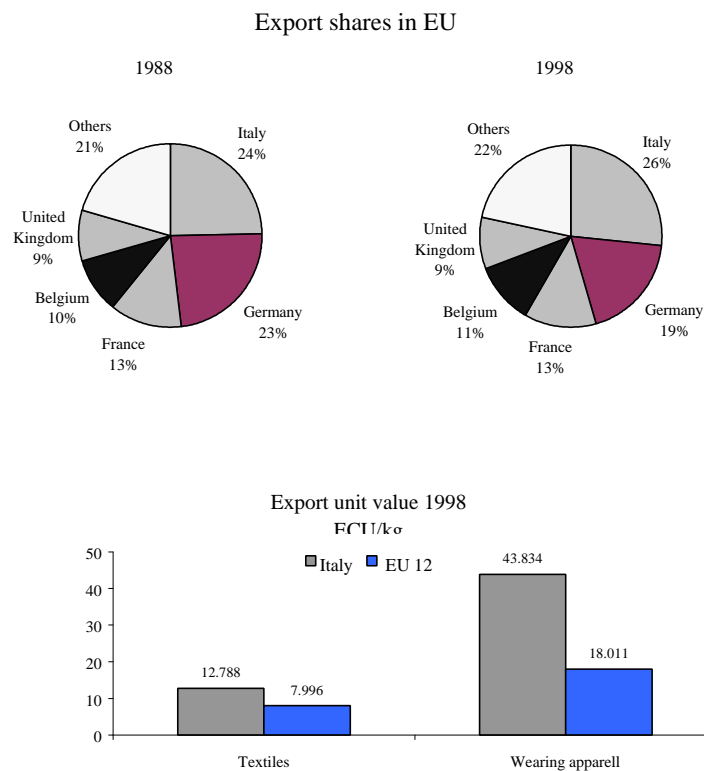 Export shares in EU
1988
1998
Others
21%
Italy
24%
United
Kingdom
9%
Belgium
10%
France
13%
Germany
23%
Others
22%
Italy
26%
United
Kingdom
9%
Belgium
11%
France
13%
Germany
19%
Export unit value 1998
ECU/kg
Italy EU 12
50
40
30
20
10
0
12.788
7.996
43.834
18.011
Textiles
Wearing apparell